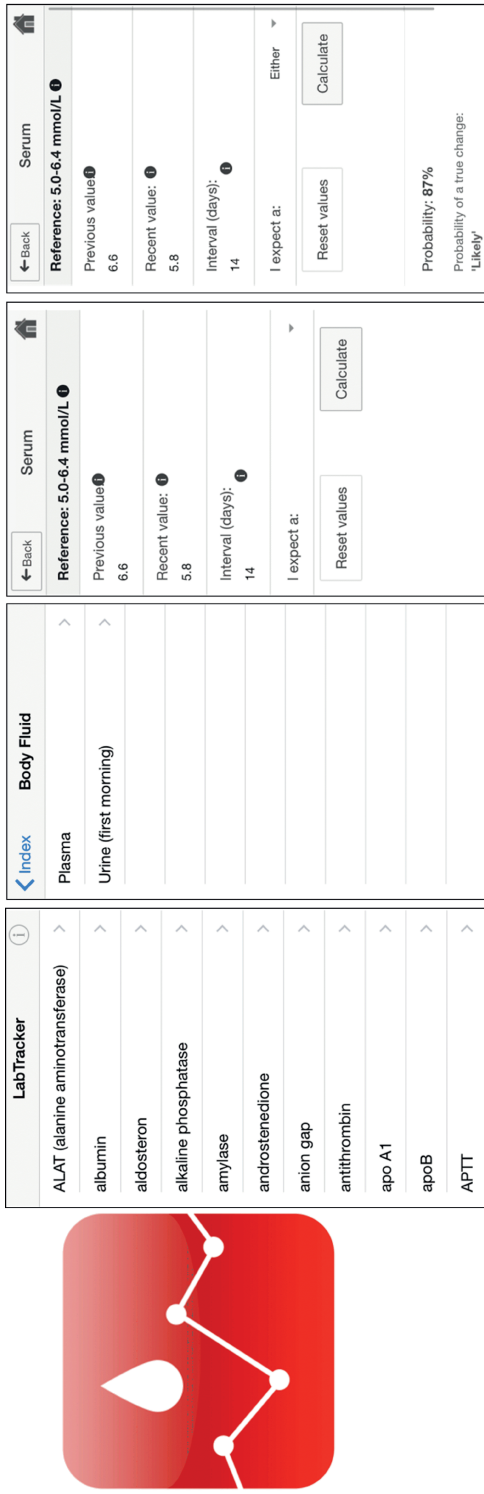 LabTracker
ALAT (alanine aminotransferase)
albumin
aldosteron
alkaline phosphatase
amylase
androstenedione
anion gap
antithrombin
apo A1
apoB
APTT
Index Body Fluid
Plasma
Urine (first morning)
Back Serum
Reference: 5.0-6.4 mmol/L
Previous value:
6.6
Recent value:
5.8
Interval (days):
14
I expect a:
Reset values Calculate
Back Serum
Reference: 5.0-6.4 mmol/L
Previous value:
6.6
Recent value:
5.8
Interval (days):
14
I expect a: Either
Reset values Calculate
Probability: 87%
Probability of a true change:
'Likely'